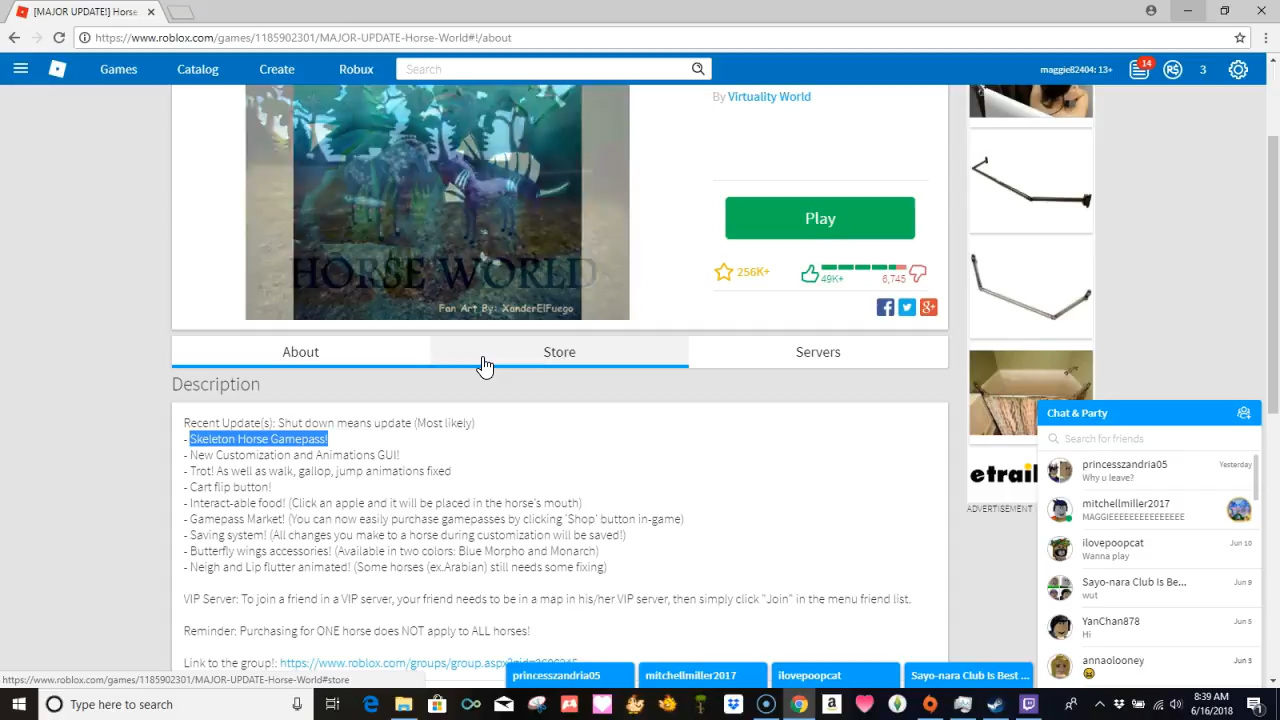 [MAJOR UPDATE!] Horse
https://www.roblox.com/games/1185902301/MAJOR-UPDATE-Horse-World#!/about
Games
Catalog
Create
Robux
Search
maggie82404: 13+
14
3
By Virtuality World
Play
256K+
49K+
6,745
HORSE WORLD
Fan Art By: XanderElFuego
About
Store
Servers
Description
Recent Update(s): Shut down means update (Most likely)
- Skeleton Horse Gamepass!
- New Customization and Animations GUI!
- Trot! As well as walk, gallop, jump animations fixed
- Cart flip button!
- Interact-able food! (Click an apple and it will be placed in the horse's mouth)
- Gamepass Market! (You can now easily purchase gamepasses by clicking 'Shop' button in-game)
- Saving system! (All changes you make to a horse during customization will be saved!)
- Butterfly wings accessories! (Available in two colors: Blue Morpho and Monarch)
- Neigh and Lip flutter animated! (Some horses (ex.Arabian) still needs some fixing)
VIP Server: To join a friend in a VIP server, your friend needs to be in a map in his/her VIP server, then simply click "Join" in the menu friend list.
Reminder: Purchasing for ONE horse does NOT apply to ALL horses!
Link to the group!: https://www.roblox.com/groups/group.aspx
etrail
ADVERTISEMENT
Chat & Party
Search for friends
princesszandria05
Yesterday
Why u leave?
mitchellmiller2017
MAGGIEEEEEEEEEEEEEEE
ilovepoopcat
Jun 10
Wanna play
Sayo-nara Club Is Be...
Jun 9
wut
YanChan878
Jun 5
Hi
annaolooney
Jun 3
princesszandria05
mitchellmiller2017
ilovepoopcat
Sayo-nara Club Is Best ...
https://www.roblox.com/games/1185902301/MAJOR-UPDATE-Horse-World#store
Type here to search
8:39 AM
6/16/2018